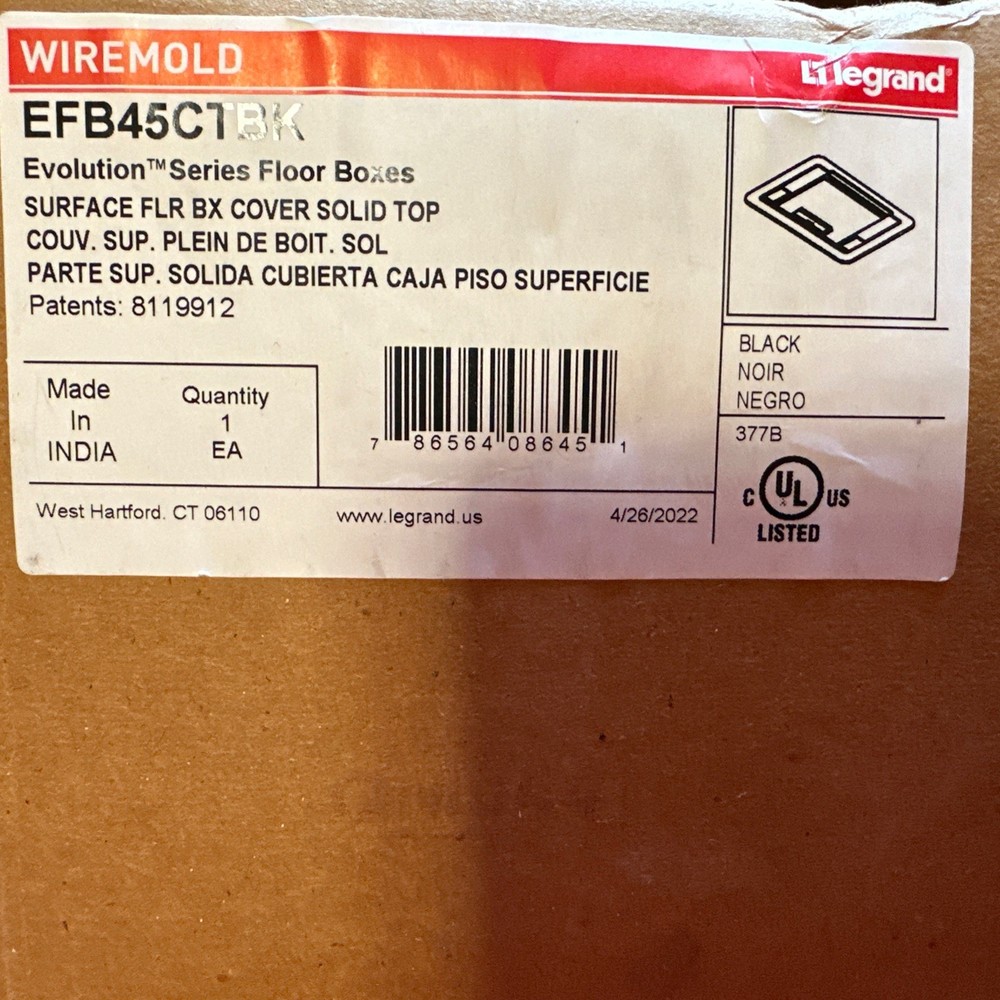 WIREMOLD
legrand®
EFB45CTBK
Evolution™ Series Floor Boxes
SURFACE FLR BX COVER SOLID TOP
COUV. SUP. PLEIN DE BOIT. SOL
PARTE SUP. SOLIDA CUBIERTA CAJA PISO SUPERFICIE
Patents: 8119912
Made
In
INDIA
Quantity
1
EA
7 86564 08645 1
BLACK
NOIR
NEGRO
377B
C UL US
LISTED
West Hartford. CT 06110
www.legrand.us
4/26/2022